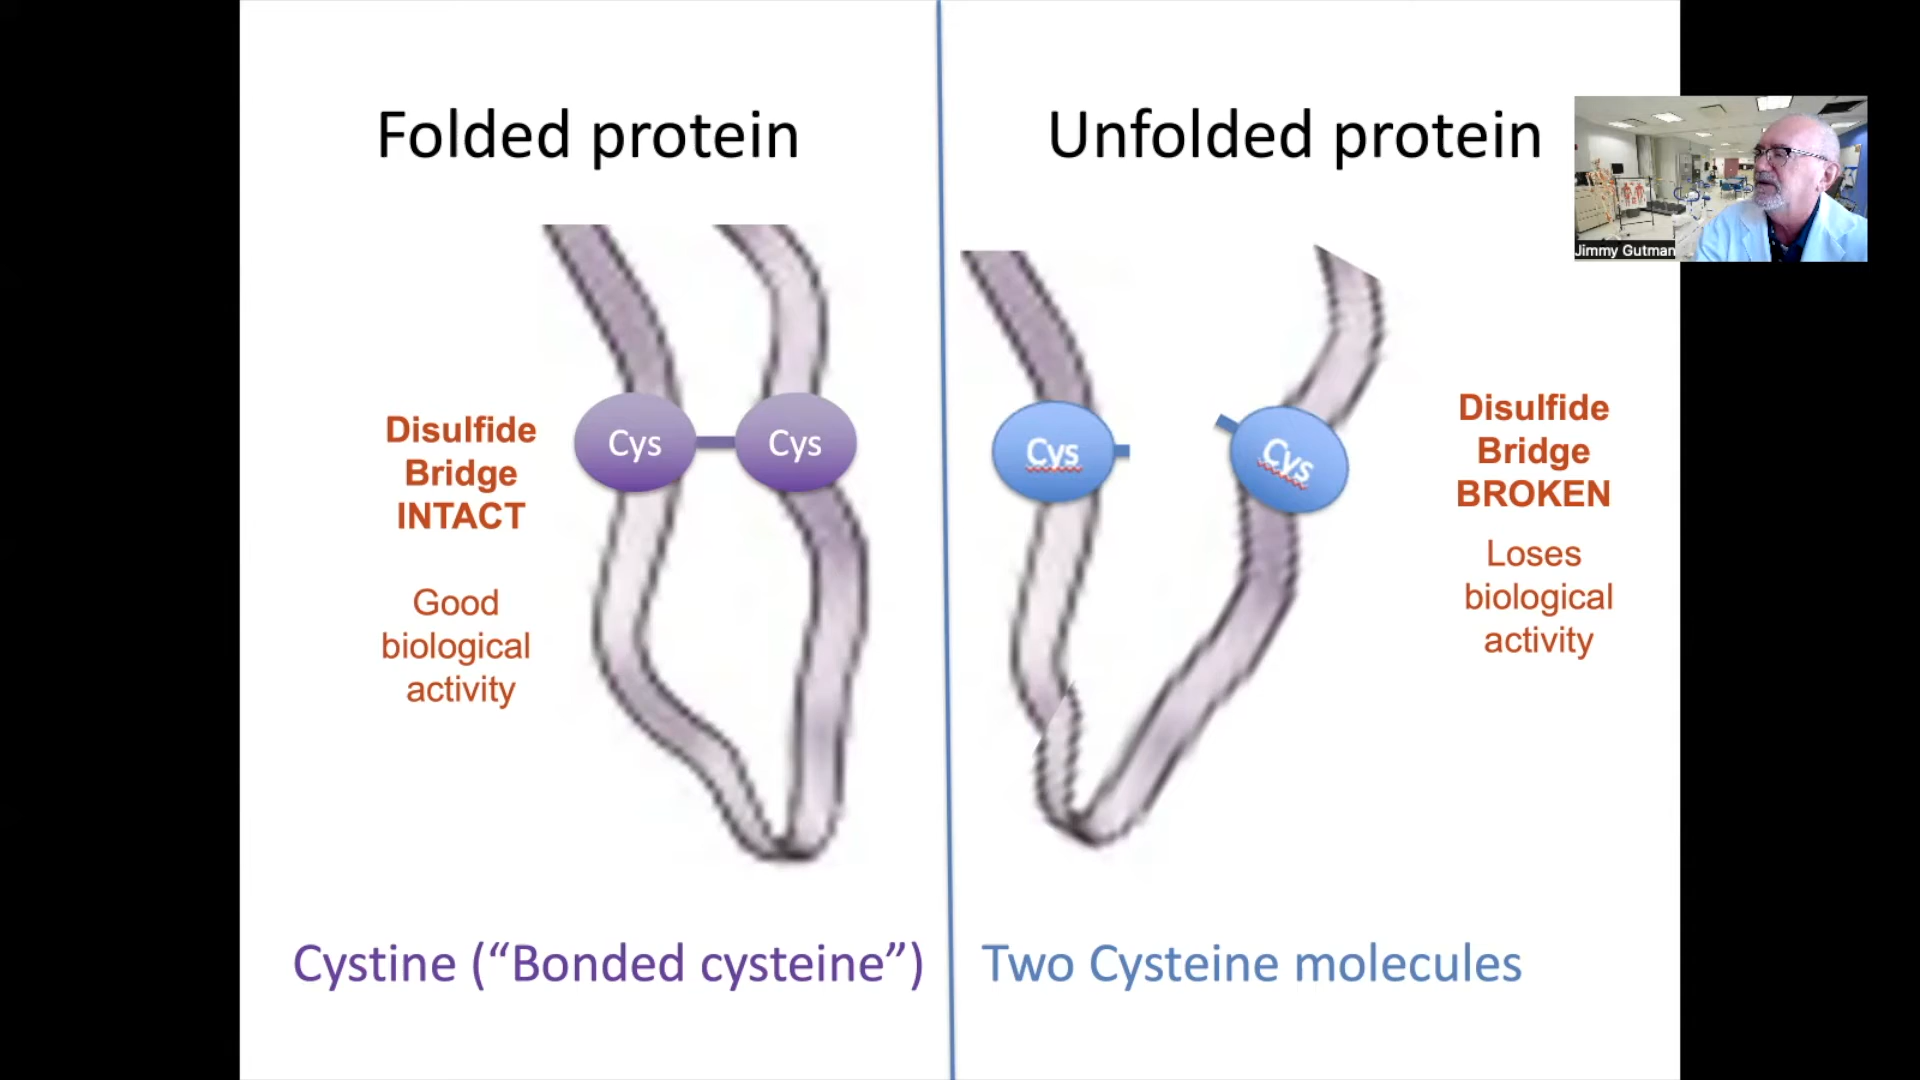 Folded protein
Disulfide
Bridge
INTACT
Good
biological
activity
Cys
Cys
Cystine (“Bonded cysteine”)
Unfolded protein
Cys
Cys
Disulfide
Bridge
BROKEN
Loses
biological
activity
Two Cysteine molecules
Jimmy Gutman